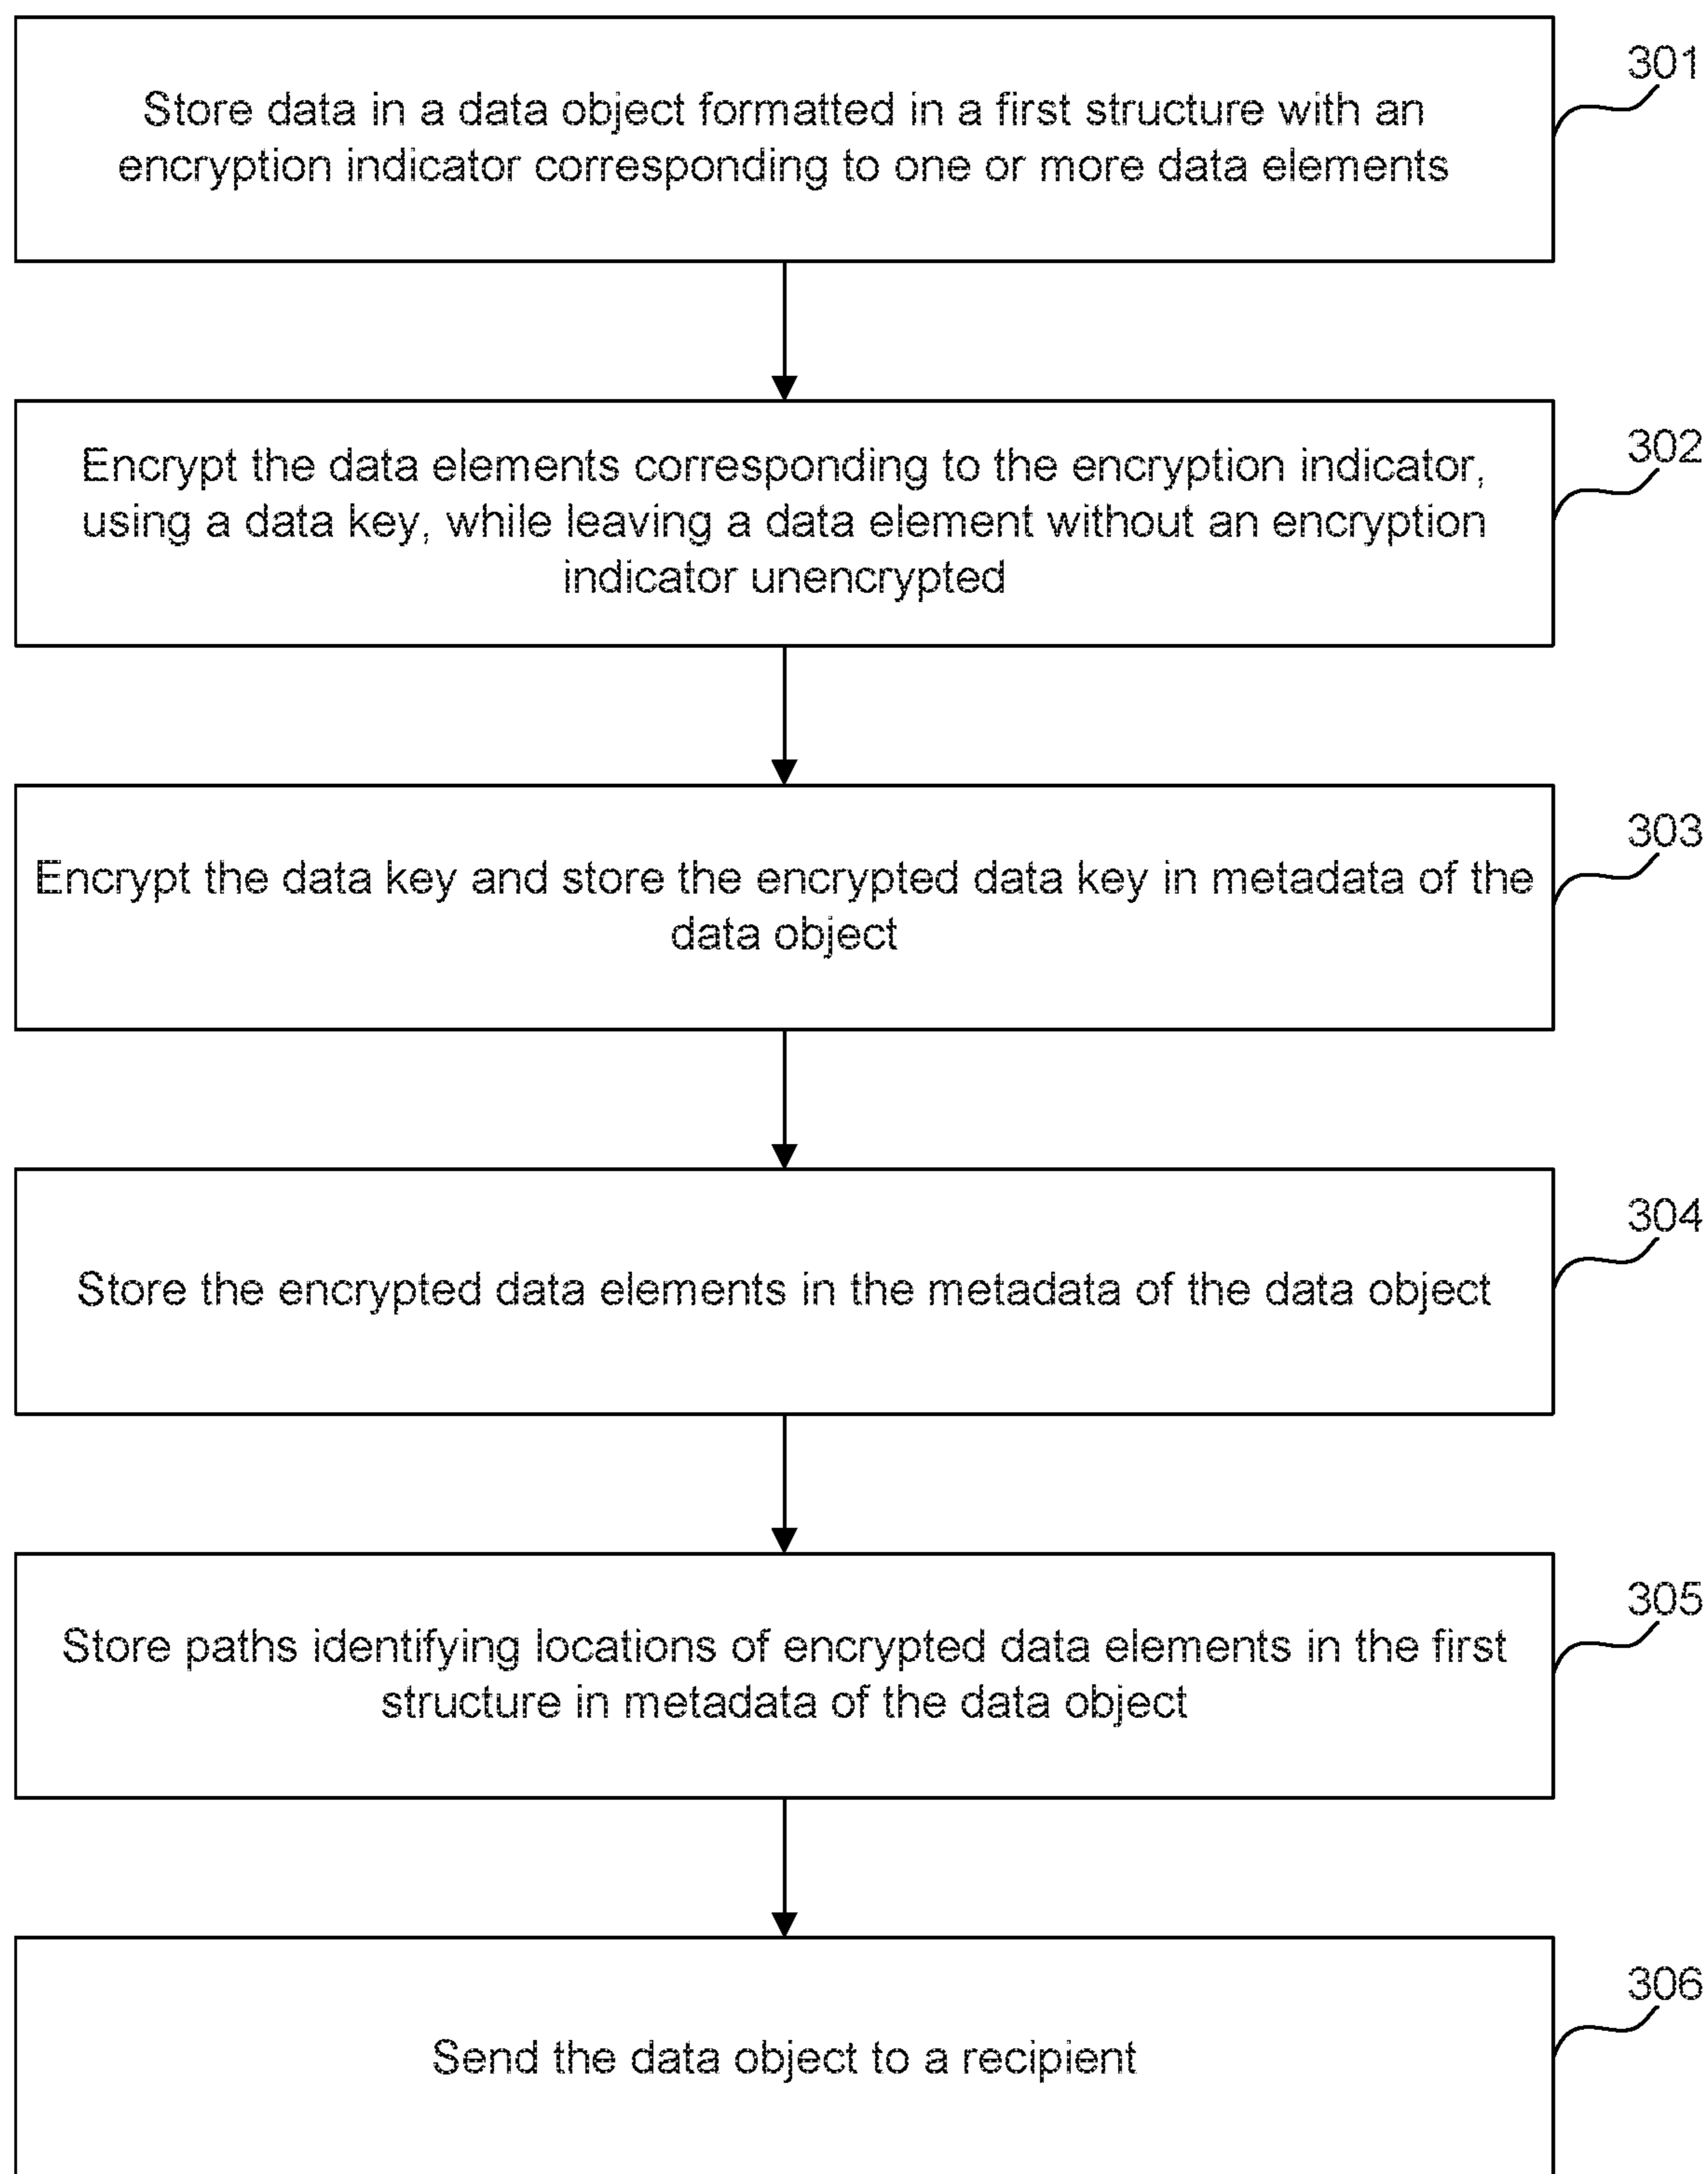 301
Store data in a data object formatted in a first structure with an
encryption indicator corresponding to one or more data elements
302
Encrypt the data elements corresponding to the encryption indicator,
using a data key, while leaving a data element without an encryption
indicator unencrypted
303
Encrypt the data key and store the encrypted data key in metadata of the
data object
304
Store the encrypted data elements in the metadata of the data object
305
Store paths identifying locations of encrypted data elements in the first
structure in metadata of the data object
306
Send the data object to a recipient